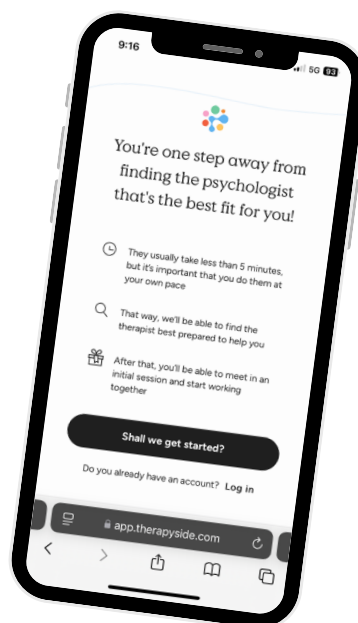 9:16
5G 93
You're one step away from
finding the psychologist
that's the best fit for you!
They usually take less than 5 minutes,
but it's important that you do them at
your own pace
That way, we'll be able to find the
therapist best prepared to help you
After that, you'll be able to meet in an
initial session and start working
together
Shall we get started?
Do you already have an account? Log in
app.therapyside.com